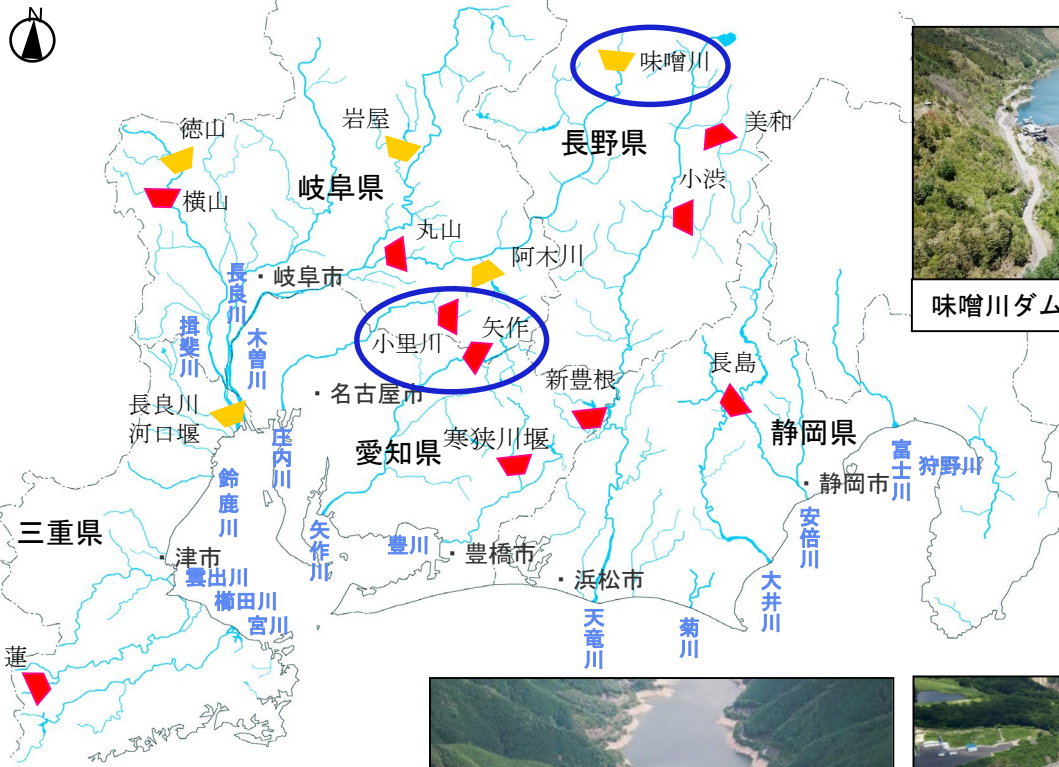 N
味噌川
徳山
岩屋
長野県
美和
横山
岐阜県
小渋
丸山
阿木川
長良川
・岐阜市
味噌川ダム
揖斐川
木曽川
小里川
矢作
新豊根
長島
・名古屋市
長良川
河口堰
庄内川
愛知県
寒狭川堰
静岡県
富士川
狩野川
鈴鹿川
・静岡市
三重県
・津市
矢作川
豊川
・豊橋市
安倍川
雲出川
・浜松市
櫛田川
大井川
宮川
天竜川
菊川
蓮